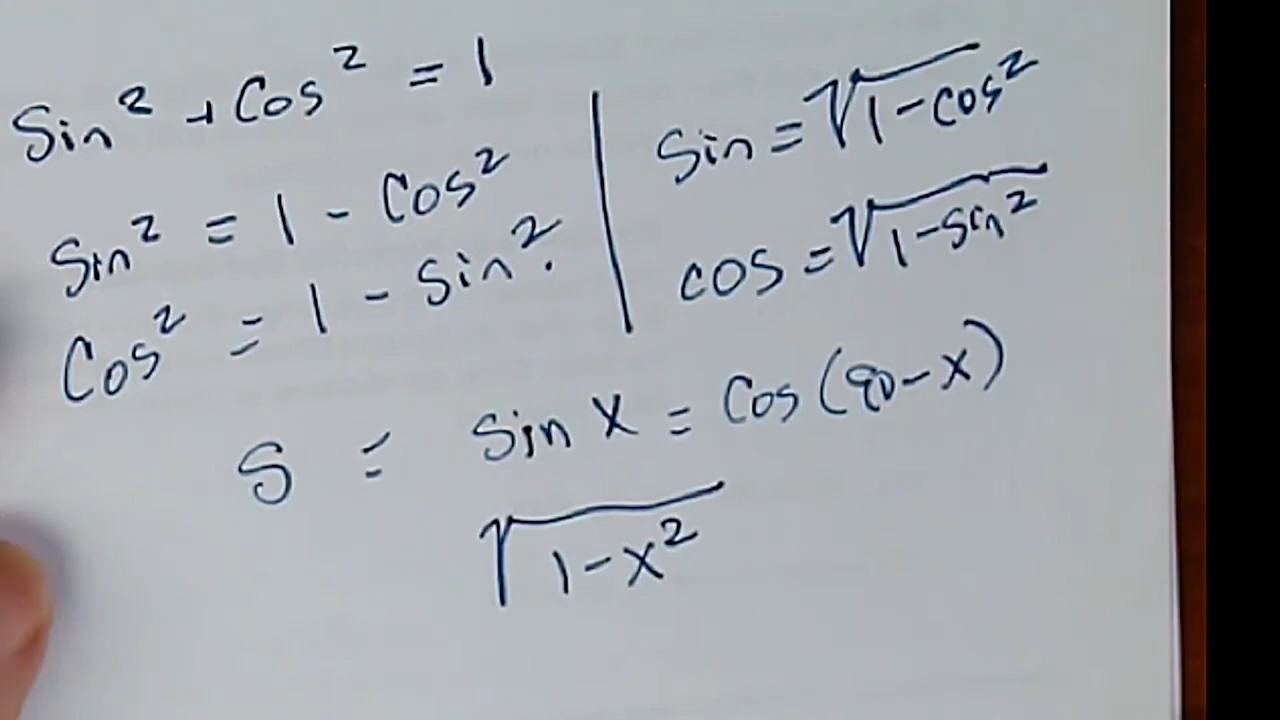 Sin² + Cos² = 1
Sin² = 1 - Cos²
Cos² = 1 - Sin².
Sin = √1-cos²
cos = √1-sin²
S = Sin X = Cos(90-X)
√1-x²